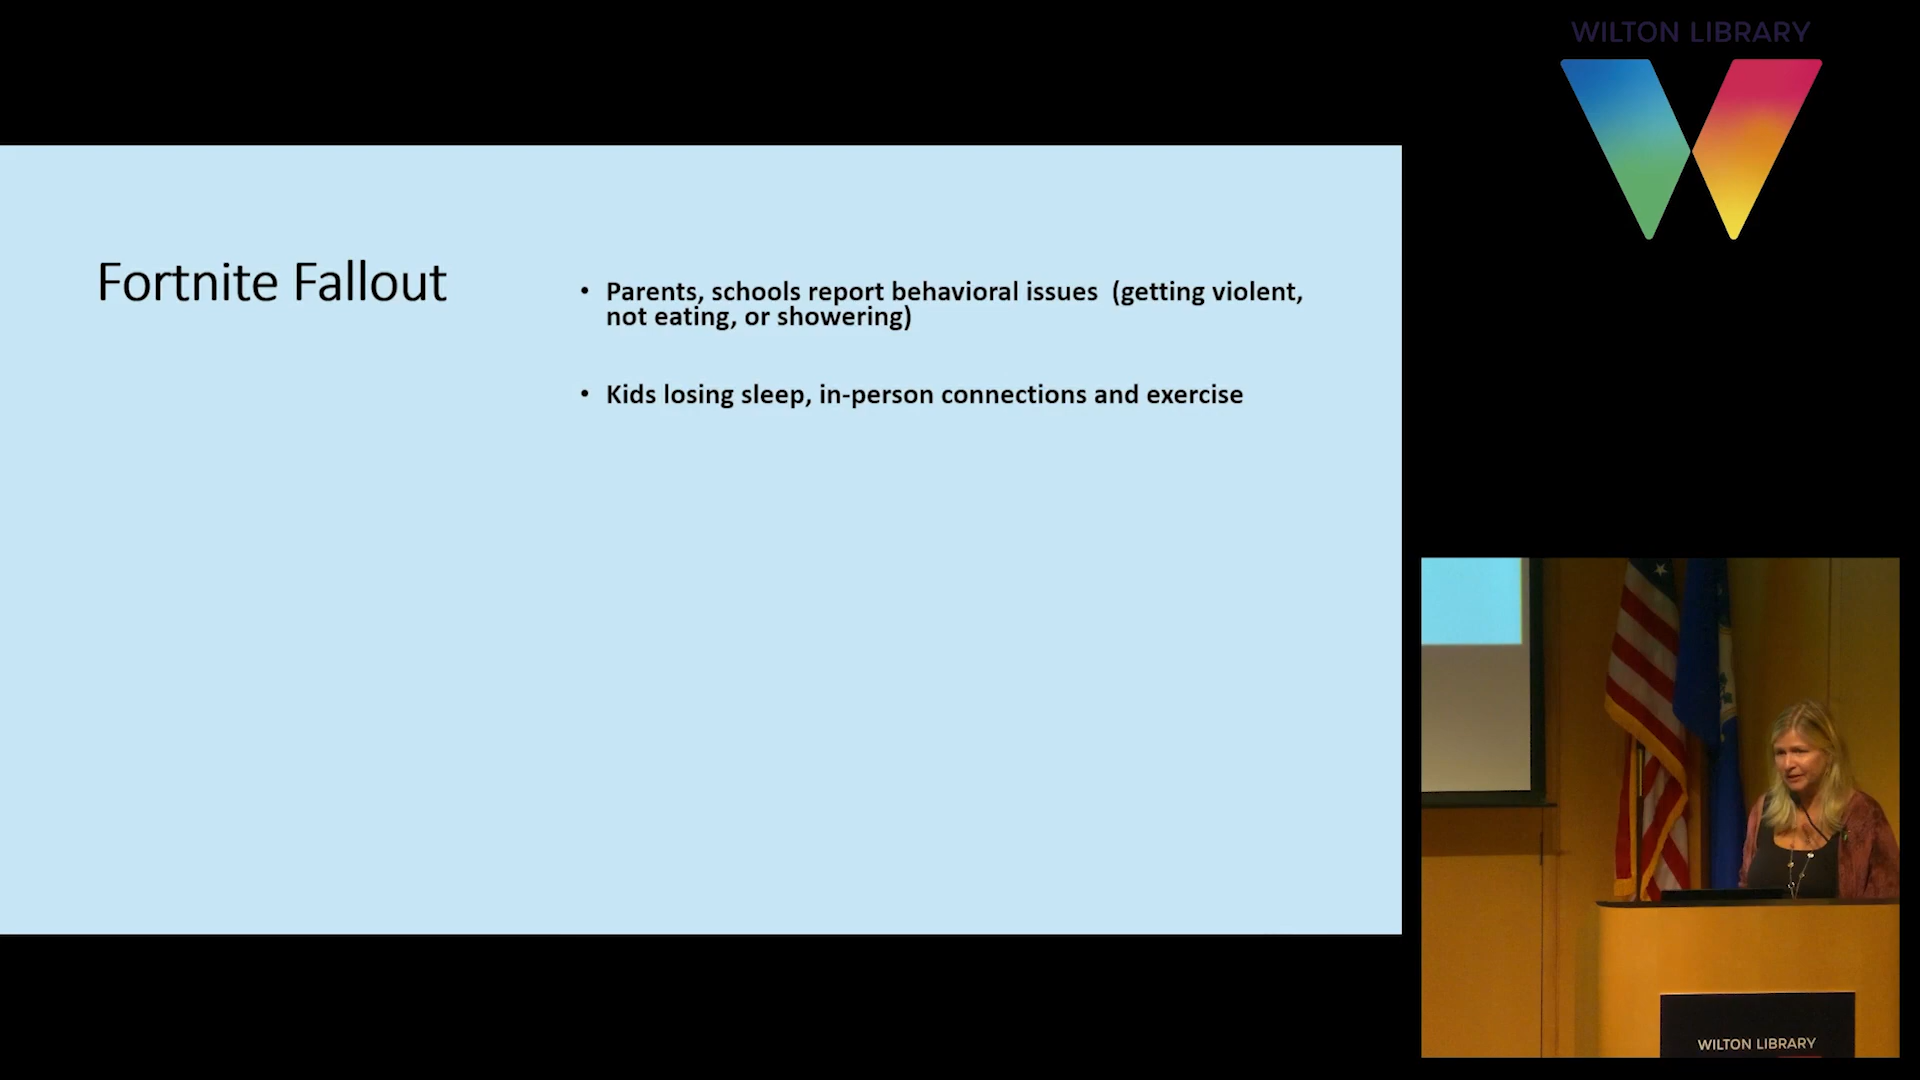 WILTON LIBRARY
Fortnite Fallout
• Parents, schools report behavioral issues  (getting violent,
not eating, or showering)
• Kids losing sleep, in-person connections and exercise
WILTON LIBRARY